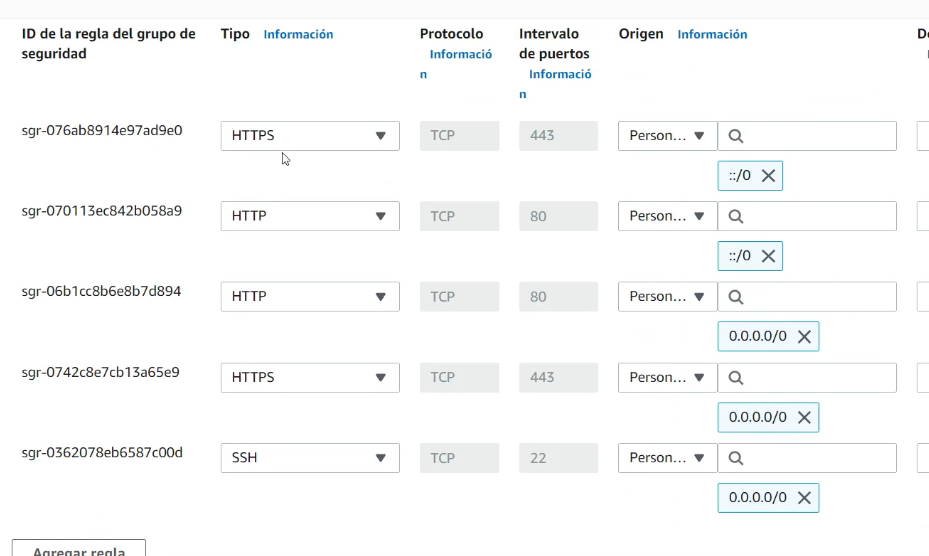 ID de la regla del grupo de
seguridad
Tipo Información
Protocolo
Informació
n
Intervalo
de puertos
Informació
n
Origen Información
sgr-076ab8914e97ad9e0 HTTPS TCP 443 Person...
::/0
sgr-070113ec842b058a9 HTTP TCP 80 Person...
::/0
sgr-06b1cc8b6e8b7d894 HTTP TCP 80 Person...
0.0.0.0/0
sgr-0742c8e7cb13a65e9 HTTPS TCP 443 Person...
0.0.0.0/0
sgr-0362078eb6587c00d SSH TCP 22 Person...
0.0.0.0/0
Agregar regla